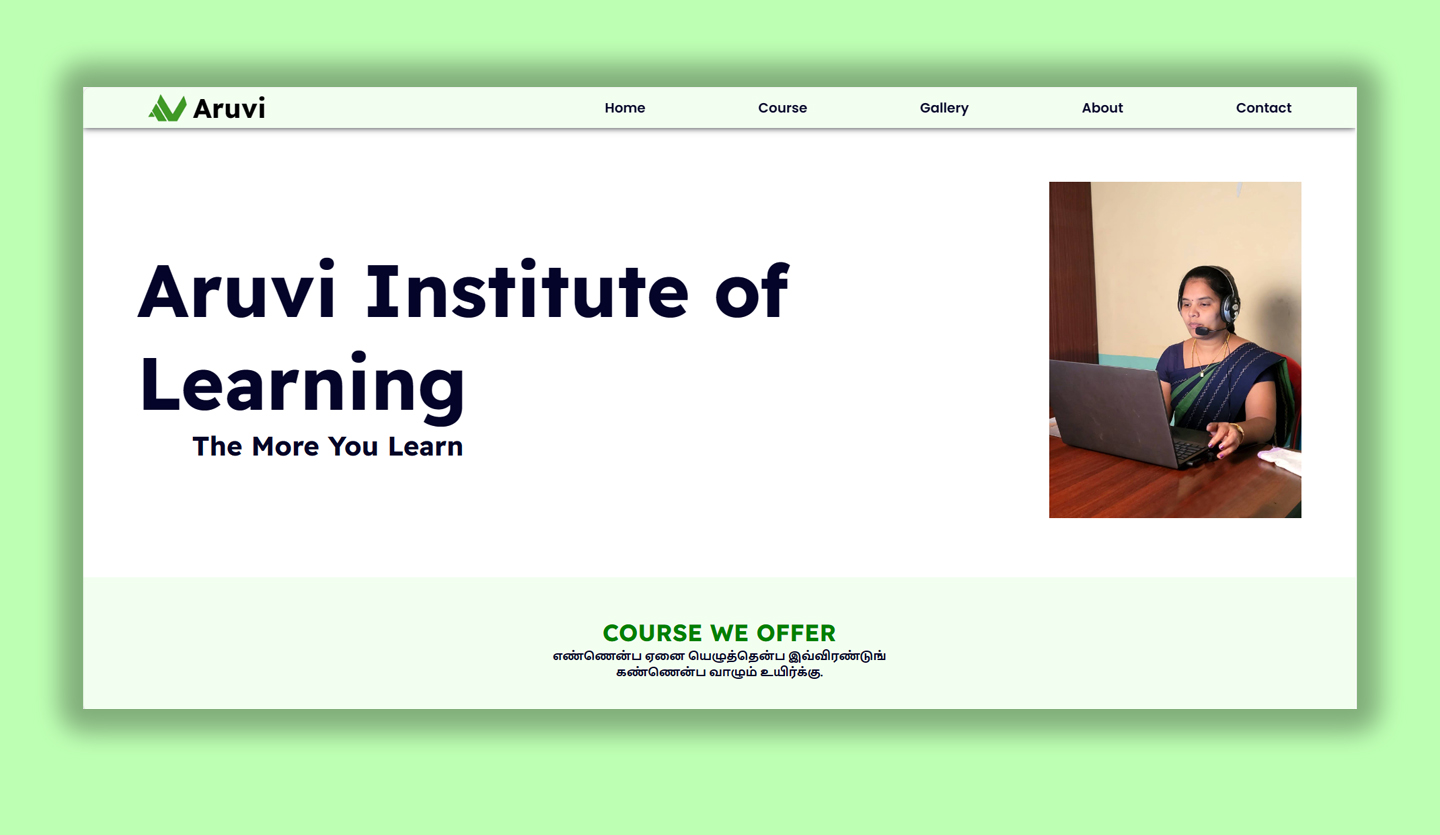 Aruvi
Home Course Gallery About Contact
Aruvi Institute of
Learning
The More You Learn
COURSE WE OFFER
எண்ணென்ப ஏனை யெழுத்தென்ப இவ்விரண்டுங்
கண்ணென்ப வாழும் உயிர்க்கு.